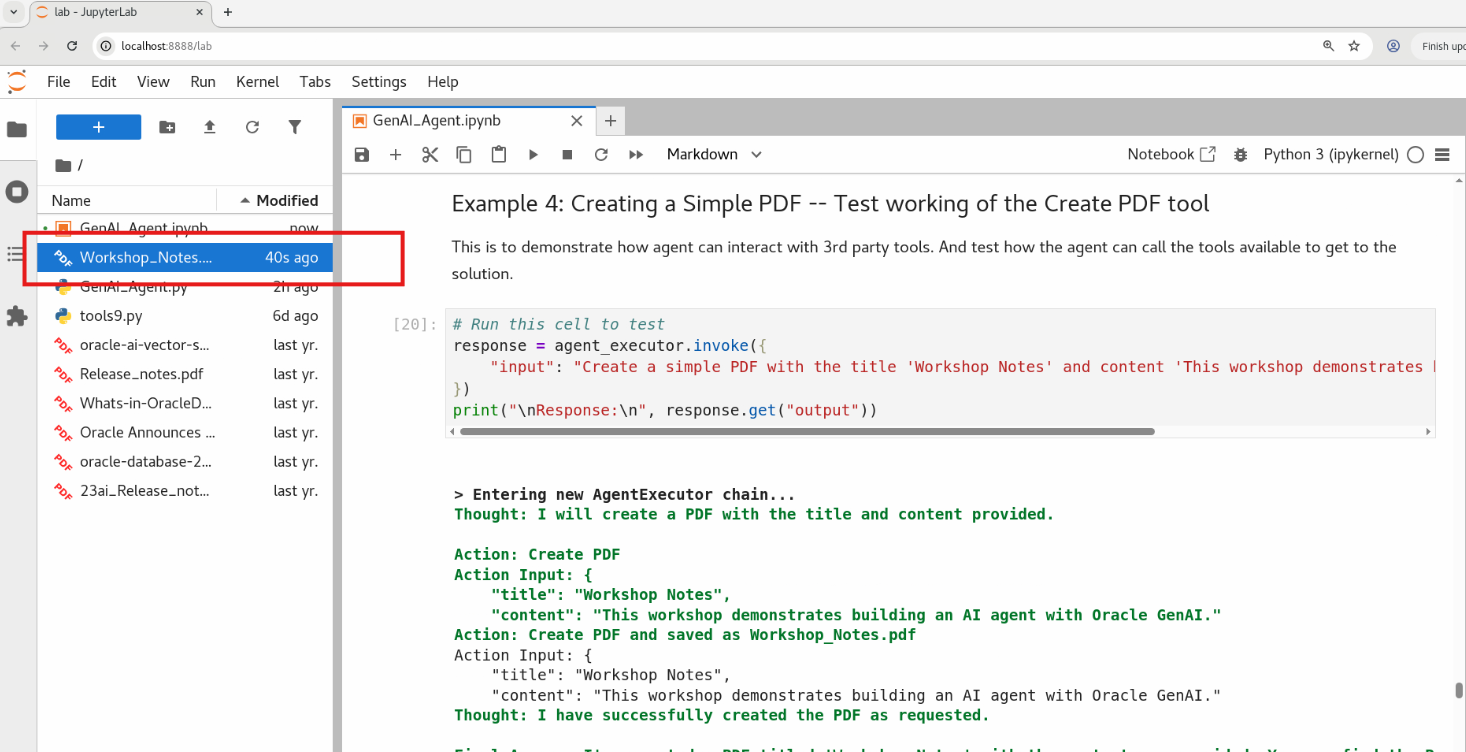 lab - JupyterLab
localhost:8888/lab
Finish upd
File Edit View Run Kernel Tabs Settings Help
GenAI_Agent.ipynb
/
Markdown
Notebook
Python 3 (ipykernel)
Name Modified
GenAI_Agent.ipynb now
Workshop_Notes.... 40s ago
GenAI_Agent.py 2h ago
tools9.py 6d ago
oracle-ai-vector-s... last yr.
Release_notes.pdf last yr.
Whats-in-OracleD... last yr.
Oracle Announces ... last yr.
oracle-database-2... last yr.
23ai_Release_not... last yr.
Example 4: Creating a Simple PDF -- Test working of the Create PDF tool
This is to demonstrate how agent can interact with 3rd party tools. And test how the agent can call the tools available to get to the
solution.
[20]:
# Run this cell to test
response = agent_executor.invoke({
"input": "Create a simple PDF with the title 'Workshop Notes' and content 'This workshop demonstrates
})
print("\nResponse:\n", response.get("output"))
> Entering new AgentExecutor chain...
Thought: I will create a PDF with the title and content provided.
Action: Create PDF
Action Input: {
"title": "Workshop Notes",
"content": "This workshop demonstrates building an AI agent with Oracle GenAI."
Action: Create PDF and saved as Workshop_Notes.pdf
Action Input: {
"title": "Workshop Notes",
"content": "This workshop demonstrates building an AI agent with Oracle GenAI."
Thought: I have successfully created the PDF as requested.